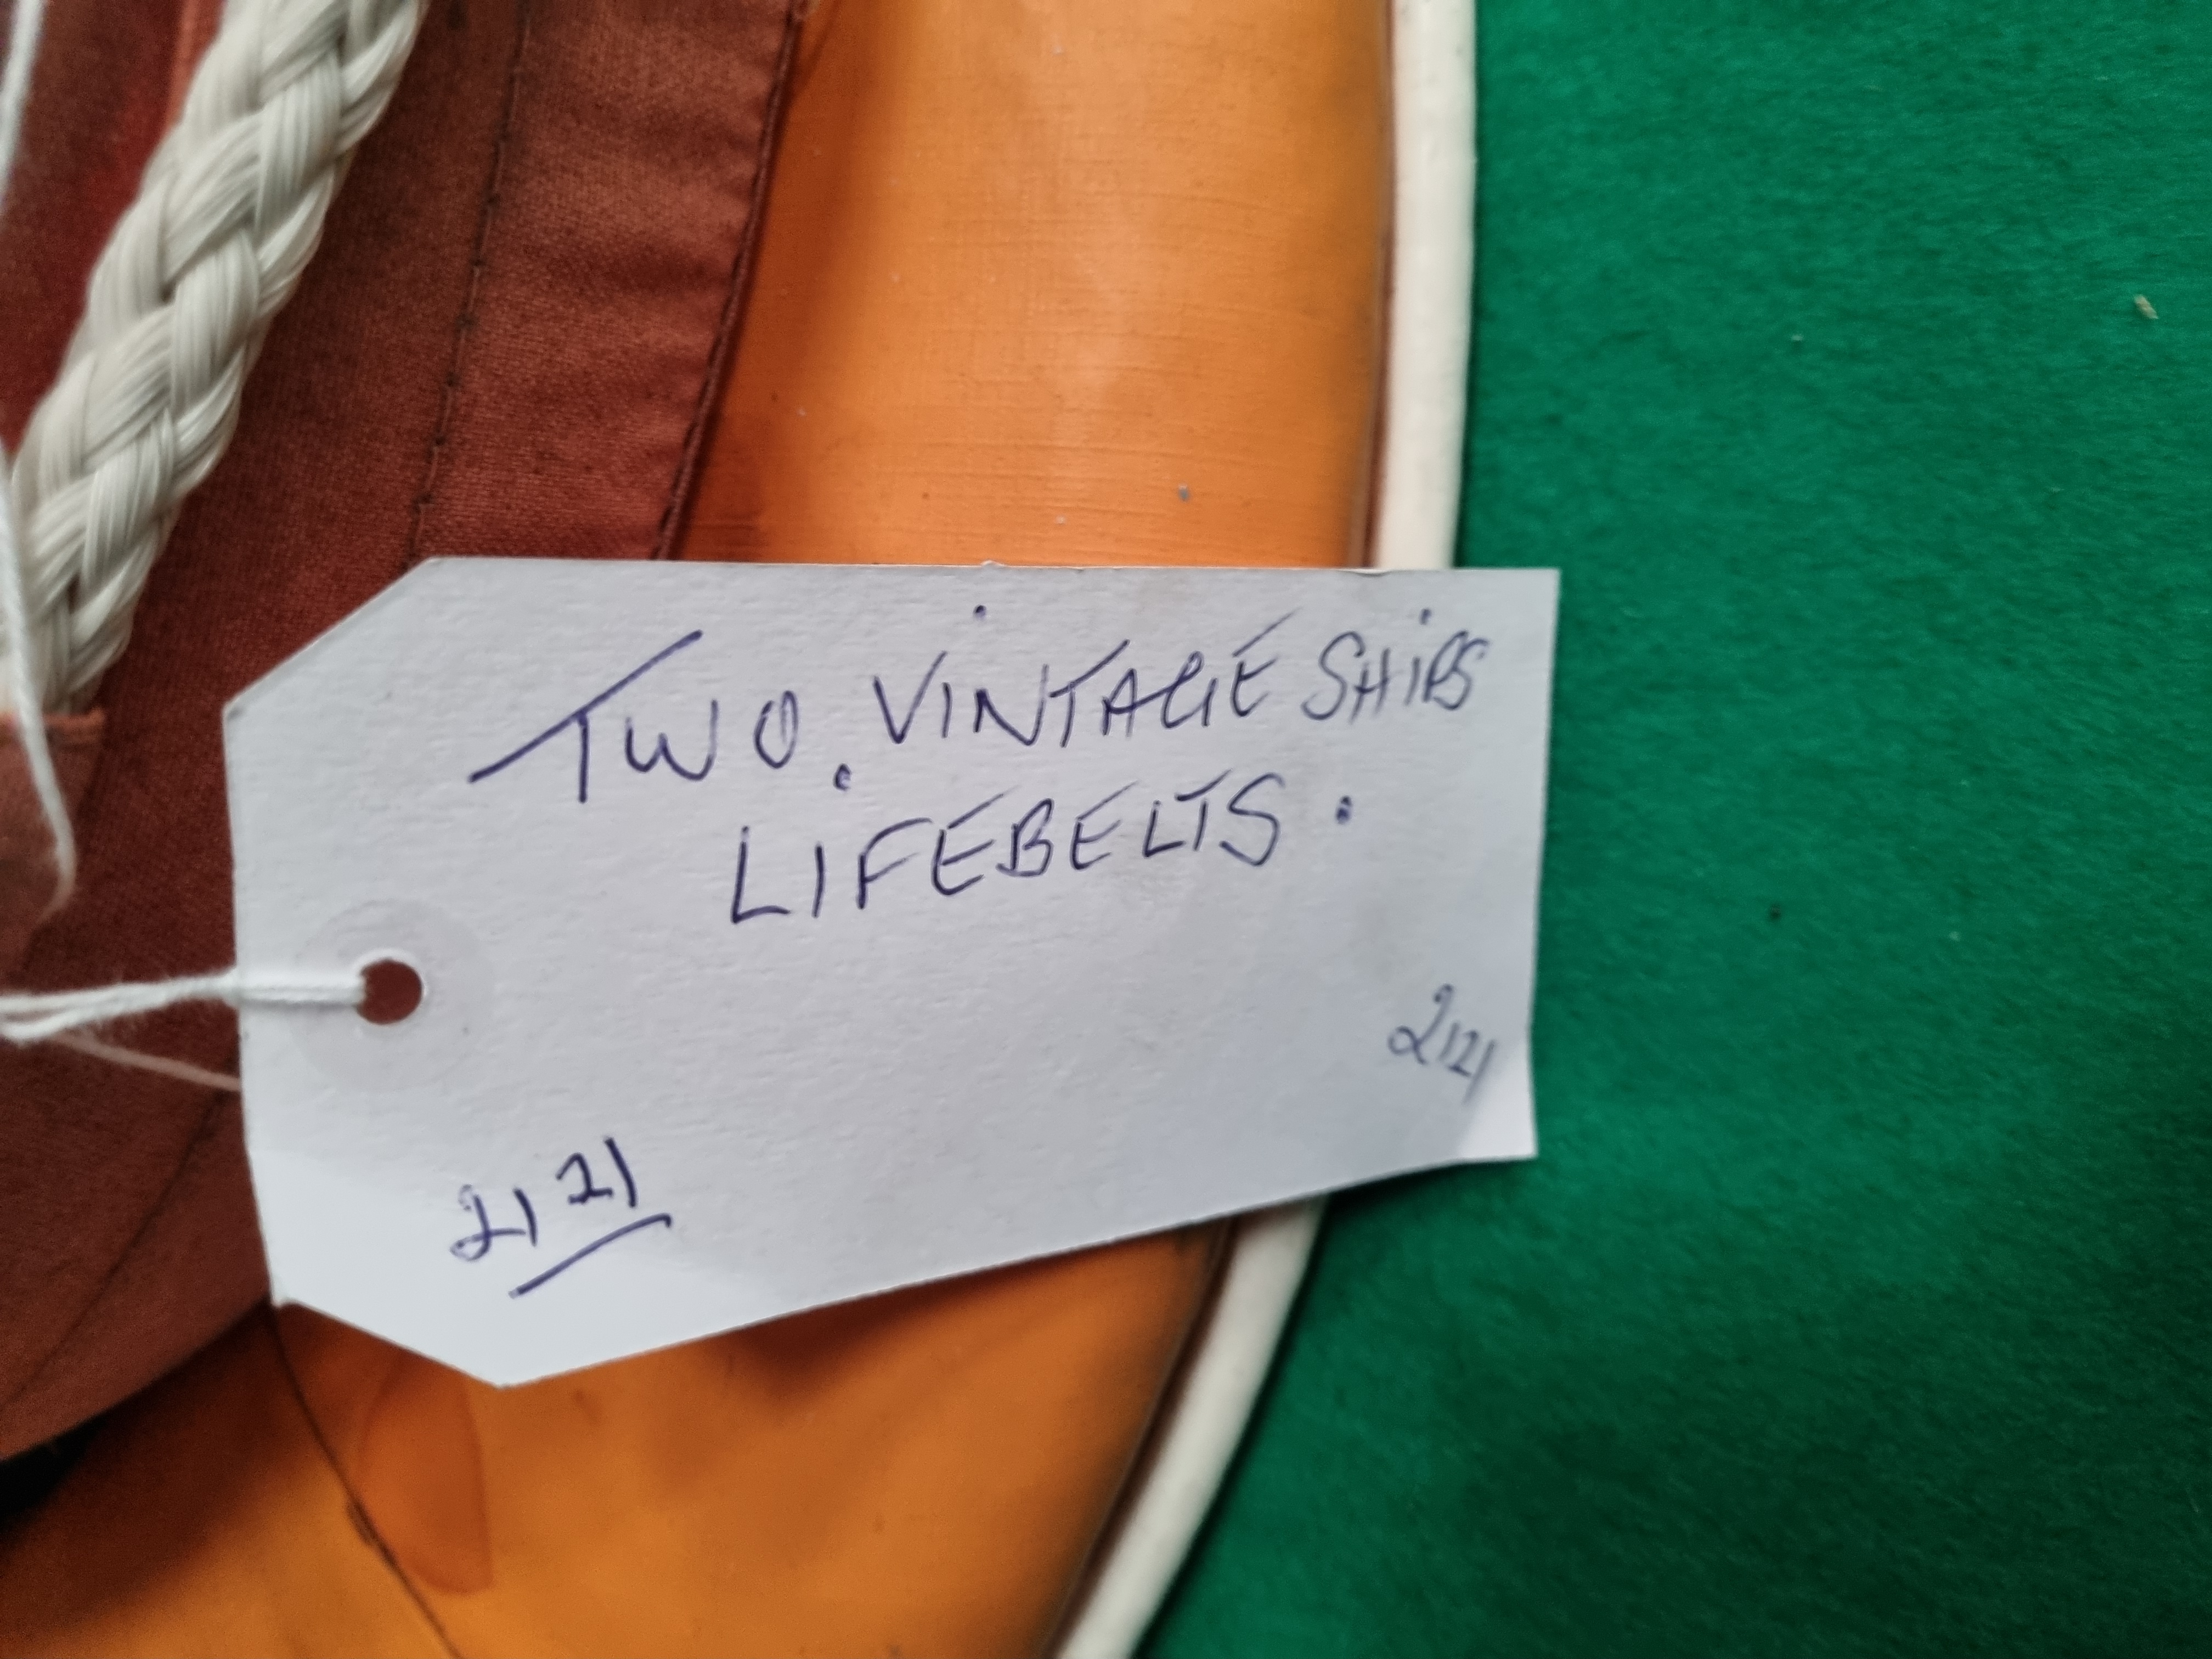 TWO. VINTAGE SHIPS
LIFEBELTS.
2121
2121